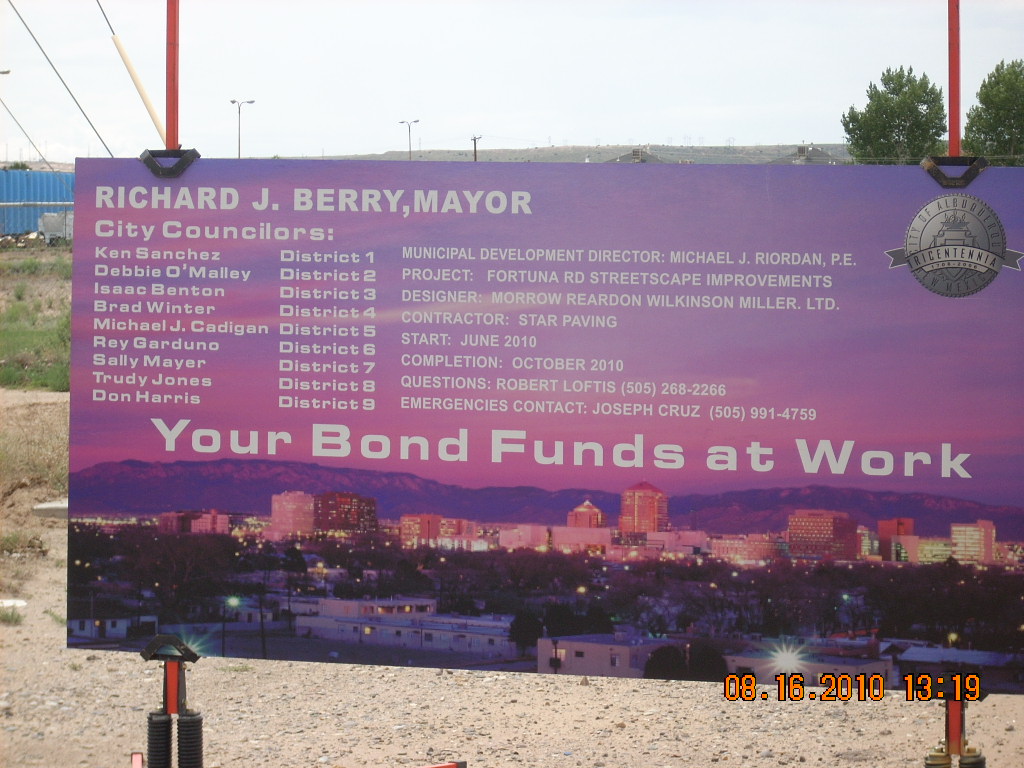 RICHARD J. BERRY,MAYOR
City Councilors:
Ken Sanchez District 1
Debbie O'Malley District 2
Isaac Benton District 3
Brad Winter District 4
Michael J. Cadigan District 5
Rey Garduno District 6
Sally Mayer District 7
Trudy Jones District 8
Don Harris District 9
MUNICIPAL DEVELOPMENT DIRECTOR: MICHAEL J. RIORDAN, P.E.
PROJECT: FORTUNA RD STREETSCAPE IMPROVEMENTS
DESIGNER: MORROW REARDON WILKINSON MILLER. LTD.
CONTRACTOR: STAR PAVING
START: JUNE 2010
COMPLETION: OCTOBER 2010
QUESTIONS: ROBERT LOFTIS (505) 268-2266
EMERGENCIES CONTACT: JOSEPH CRUZ (505) 991-4759
CITY OF ALBUQUERQUE
TRICENTENNIAL
NEW MEXICO
Your Bond Funds at Work
08.16.2010 13:19